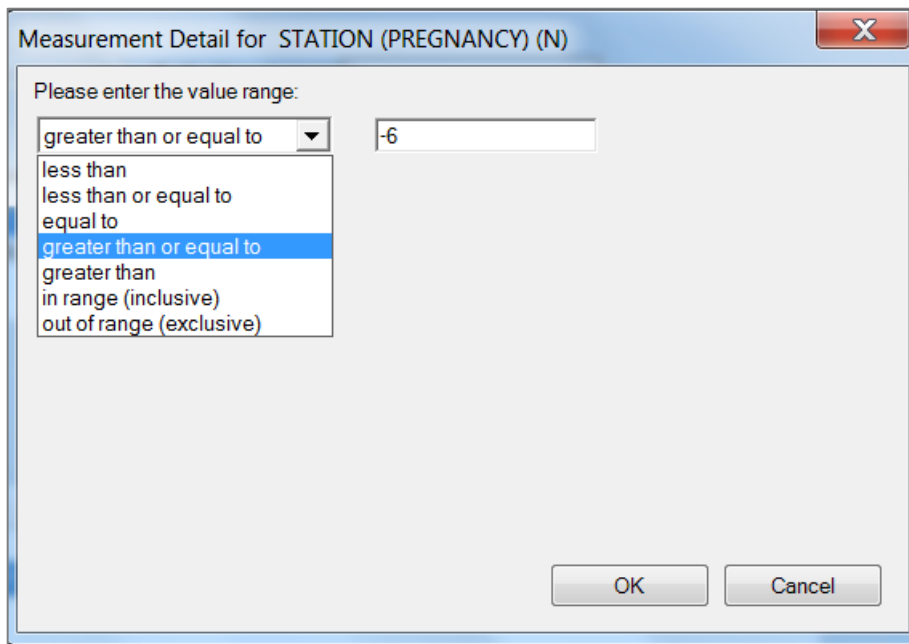 Measurement Detail for STATION (PREGNANCY) (N)
Please enter the value range:
greater than or equal to -6
less than
less than or equal to
equal to
greater than or equal to
greater than
in range (inclusive)
out of range (exclusive)
OK Cancel